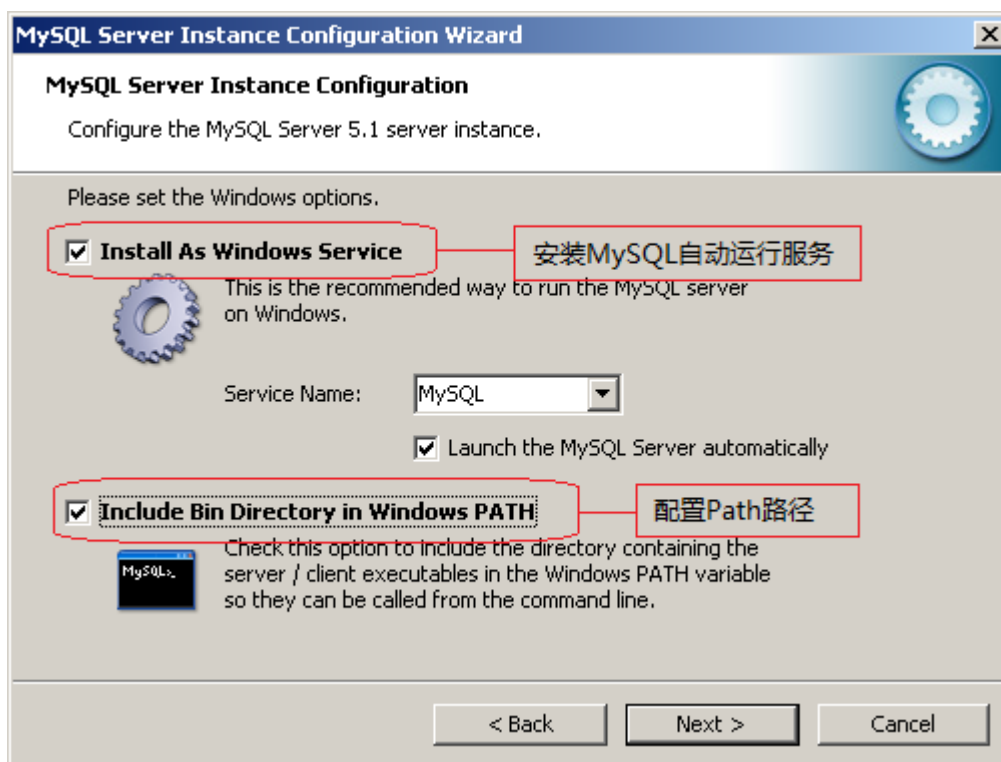 MySQL Server Instance Configuration Wizard
MySQL Server Instance Configuration
Configure the MySQL Server 5.1 server instance.
Please set the Windows options.
Install As Windows Service
安装MySQL自动运行服务
This is the recommended way to run the MySQL server
on Windows.
Service Name:
MySQL
Launch the MySQL Server automatically
Include Bin Directory in Windows PATH
配置Path路径
Check this option to include the directory containing the
server / client executables in the Windows PATH variable
so they can be called from the command line.
MySQL>_
< Back
Next >
Cancel